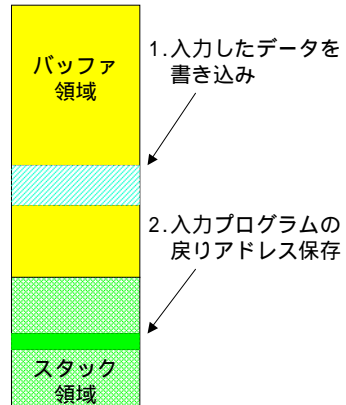 バッファ
領域
1.入力したデータを
書き込み
2.入力プログラムの
戻りアドレス保存
スタック
領域